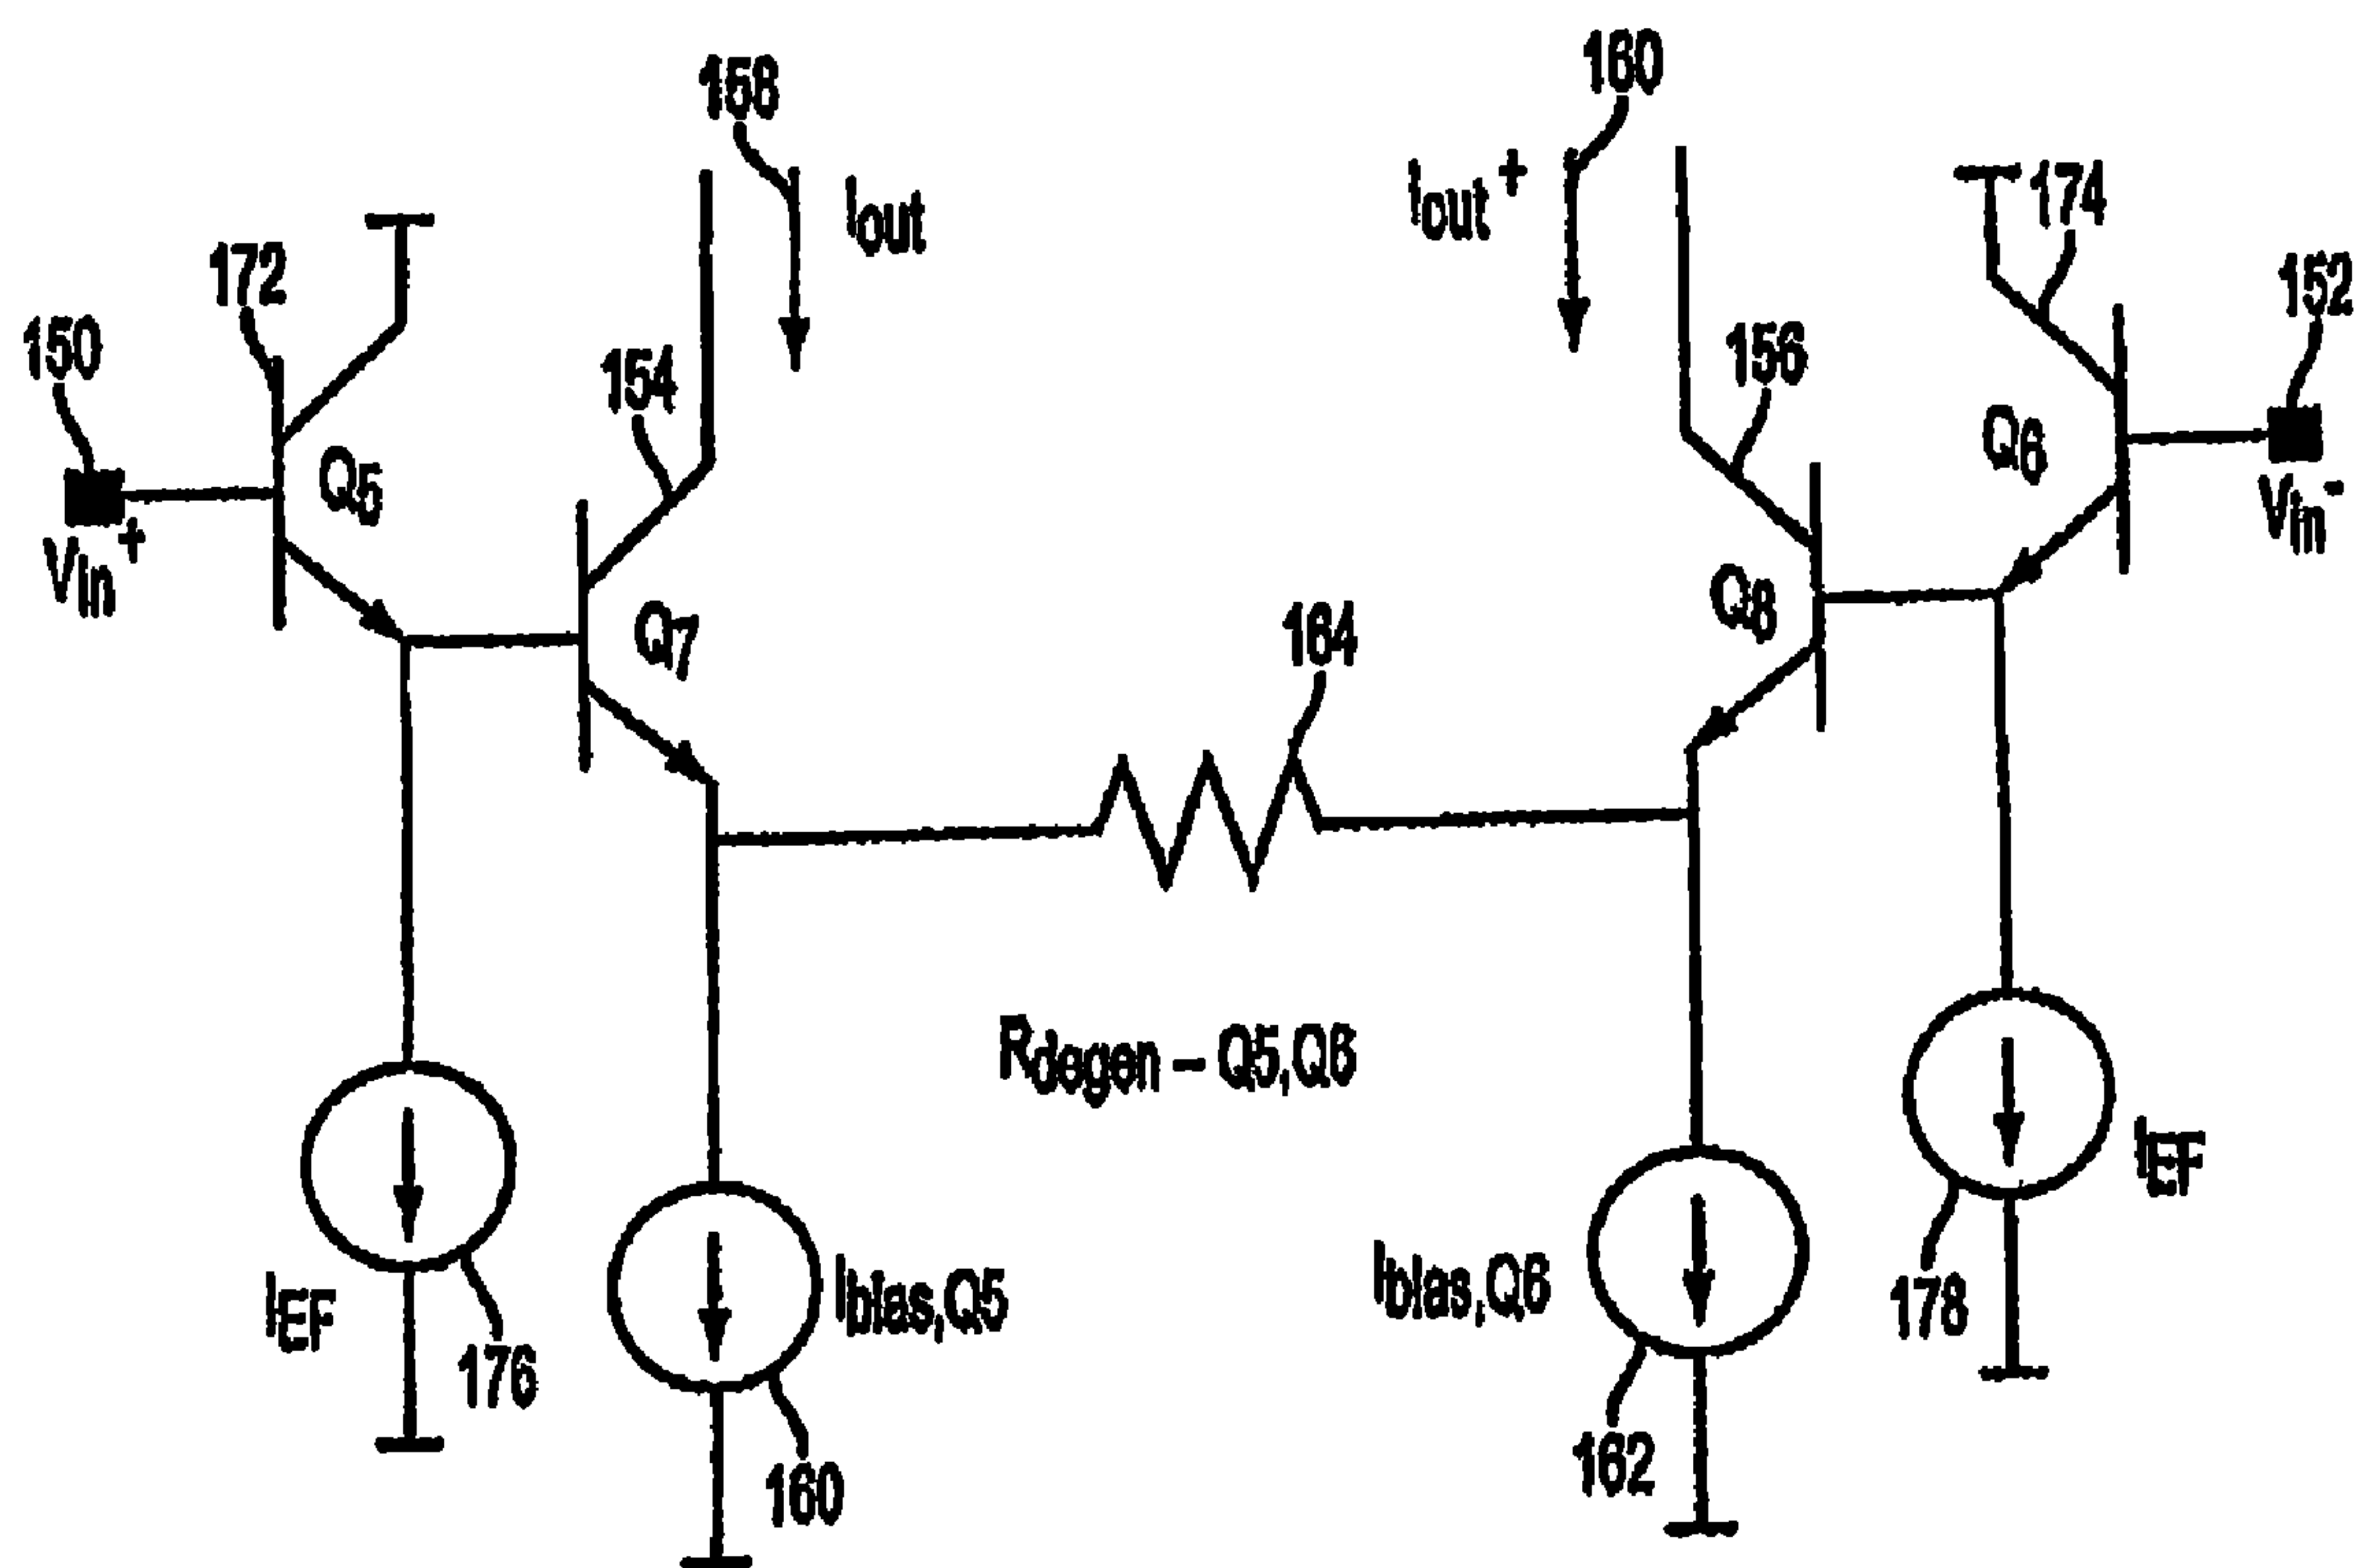 158
160
Iout
Iout+
174
172
152
150
154
156
Q5
Q6
Vin+
Vin-
Q7
Q8
164
Rdegen – Q5,Q6
IEF
IEF
Ibias,Q5
Ibias,Q6
178
176
160
162